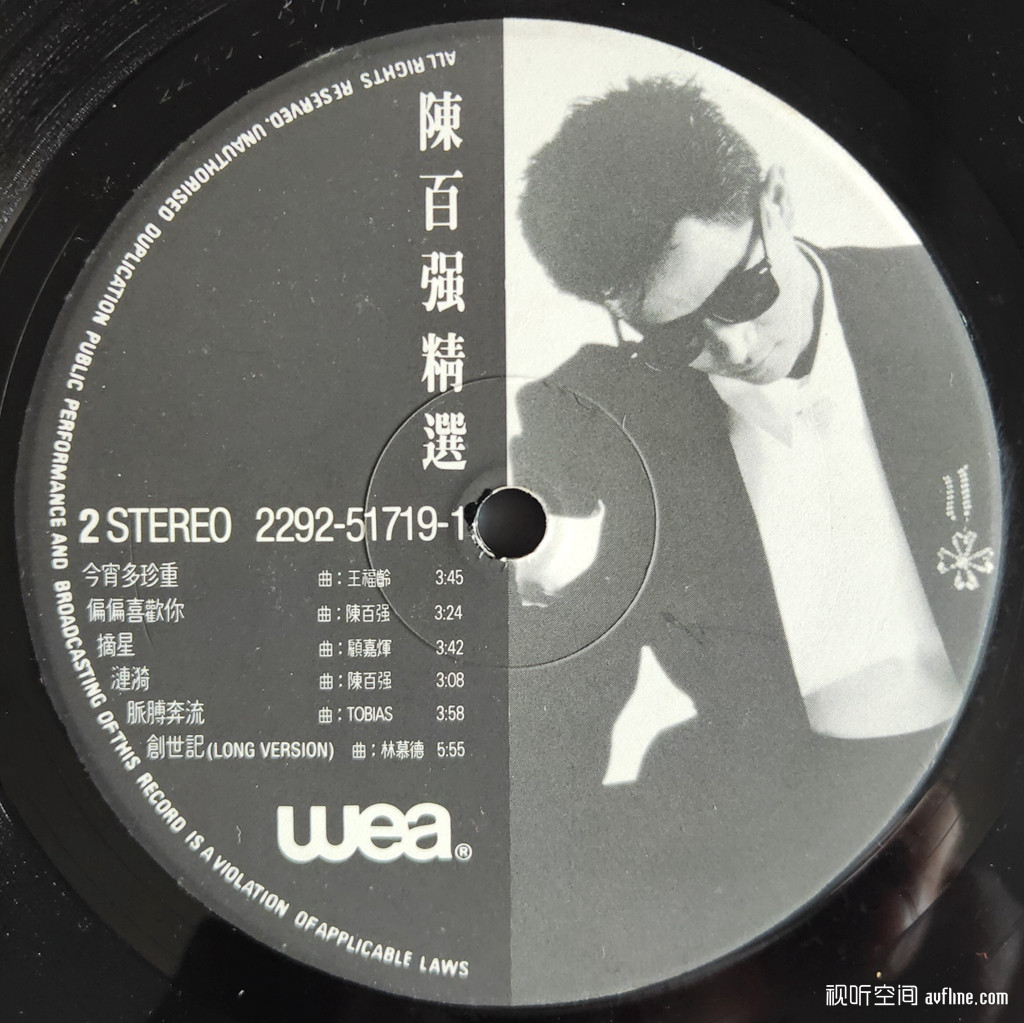 陳百强精選
2 STEREO 2292-51719-1
今宵多珍重 曲：王福齡 3:45
偏偏喜歡你 曲：陳百强 3:24
摘星 曲：顧嘉煇 3:42
漣漪 曲：陳百强 3:08
脈膊奔流 曲：TOBIAS 3:58
創世記(LONG VERSION) 曲：林慕德 5:55
wea®
ALL RIGHTS RESERVED. UNAUTHORISED DUPLICATION PUBLIC PERFORMANCE AND BROADCASTING OF THIS RECORD IS A VIOLATION OF APPLICABLE LAWS
视听空间 avfline.com